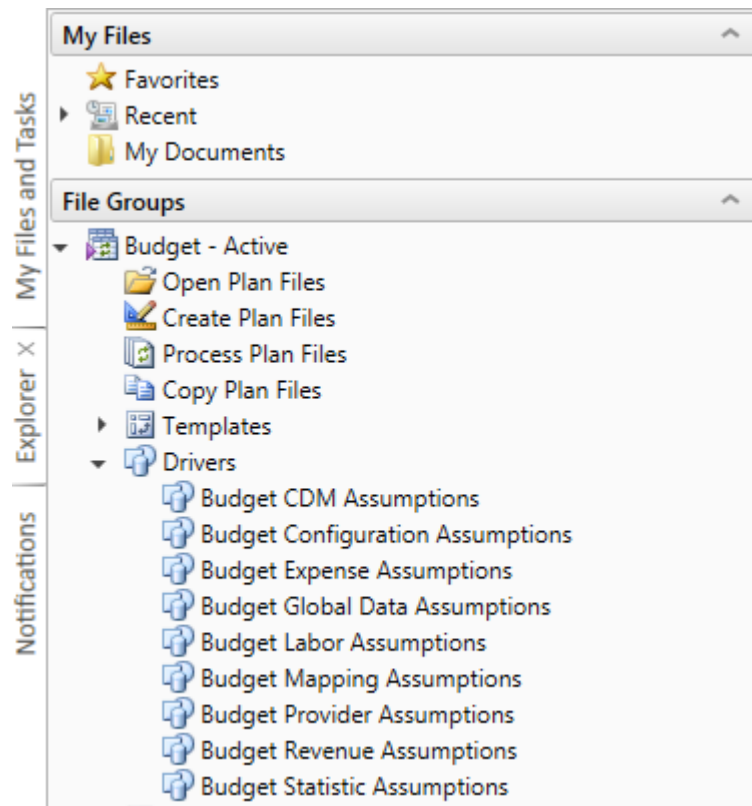 My Files
Favorites
Recent
My Documents
File Groups
Budget - Active
Open Plan Files
Create Plan Files
Process Plan Files
Copy Plan Files
Templates
Drivers
Budget CDM Assumptions
Budget Configuration Assumptions
Budget Expense Assumptions
Budget Global Data Assumptions
Budget Labor Assumptions
Budget Mapping Assumptions
Budget Provider Assumptions
Budget Revenue Assumptions
Budget Statistic Assumptions
My Files and Tasks
Explorer
Notifications